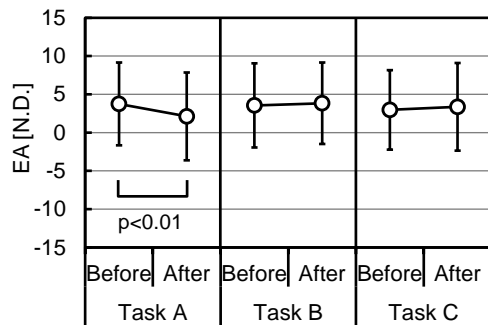 EA [N.D.]
15
10
5
0
-5
-10
-15
p<0.01
Before After Before After Before After
Task A Task B Task C